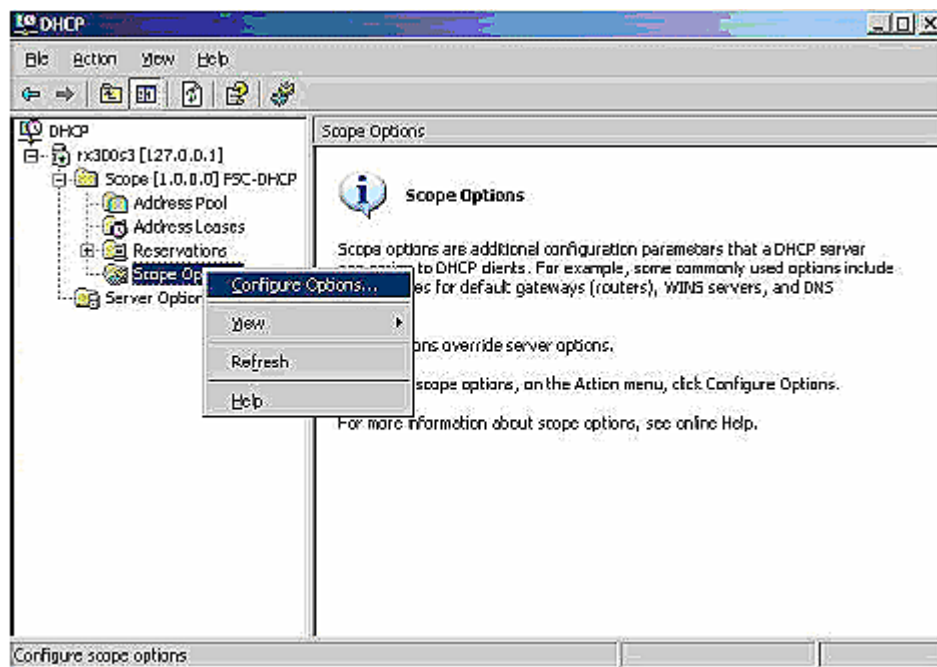 DHCP
File Action View Help
DHCP
Scope Options
rx300s3 [127.0.0.1]
Scope [1.0.0.0] FSC-DHCP
Address Pool
Address Leases
Reservations
Scope Op
Server Option
Configure Options...
View
Refresh
Help
Scope Options
Scope options are additional configuration parameters that a DHCP server
to DHCP clients. For example, some commonly used options include
es for default gateways (routers), WINS servers, and DNS
ons override server options.
scope options, on the Action menu, click Configure Options.
For more information about scope options, see online Help.
Configure scope options